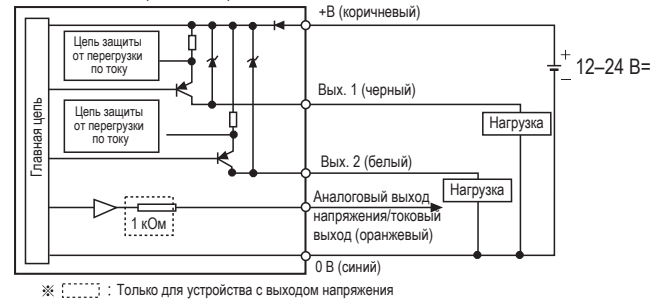 +В (коричневый)
Цепь защиты
от перегрузки
по току
12–24 В=
Вых. 1 (черный)
Цепь защиты
от перегрузки
по току
Нагрузка
Главная цепь
Вых. 2 (белый)
Нагрузка
Аналоговый выход
напряжения/токовый
выход (оранжевый)
1 кОм
0 В (синий)
※ : Только для устройства с выходом напряжения